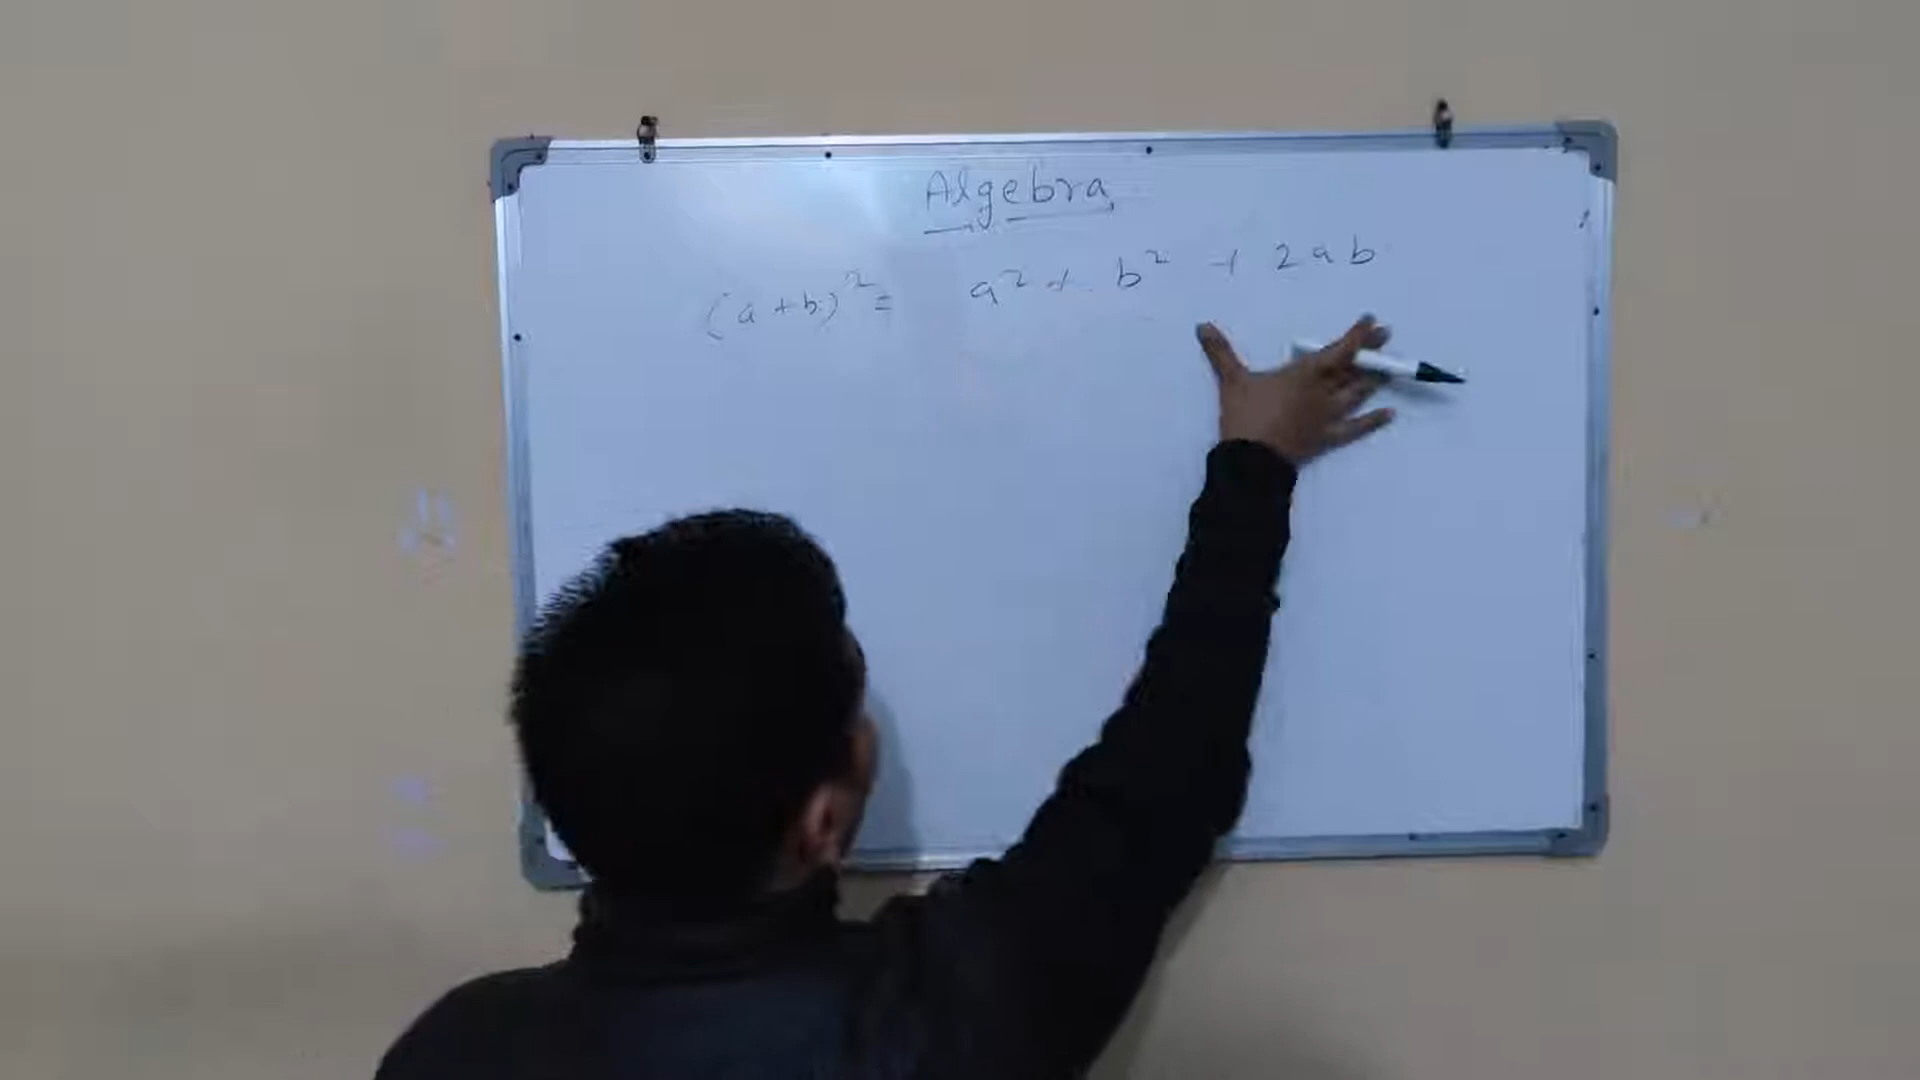 Algebra
(a+b)² = a² + b² + 2ab